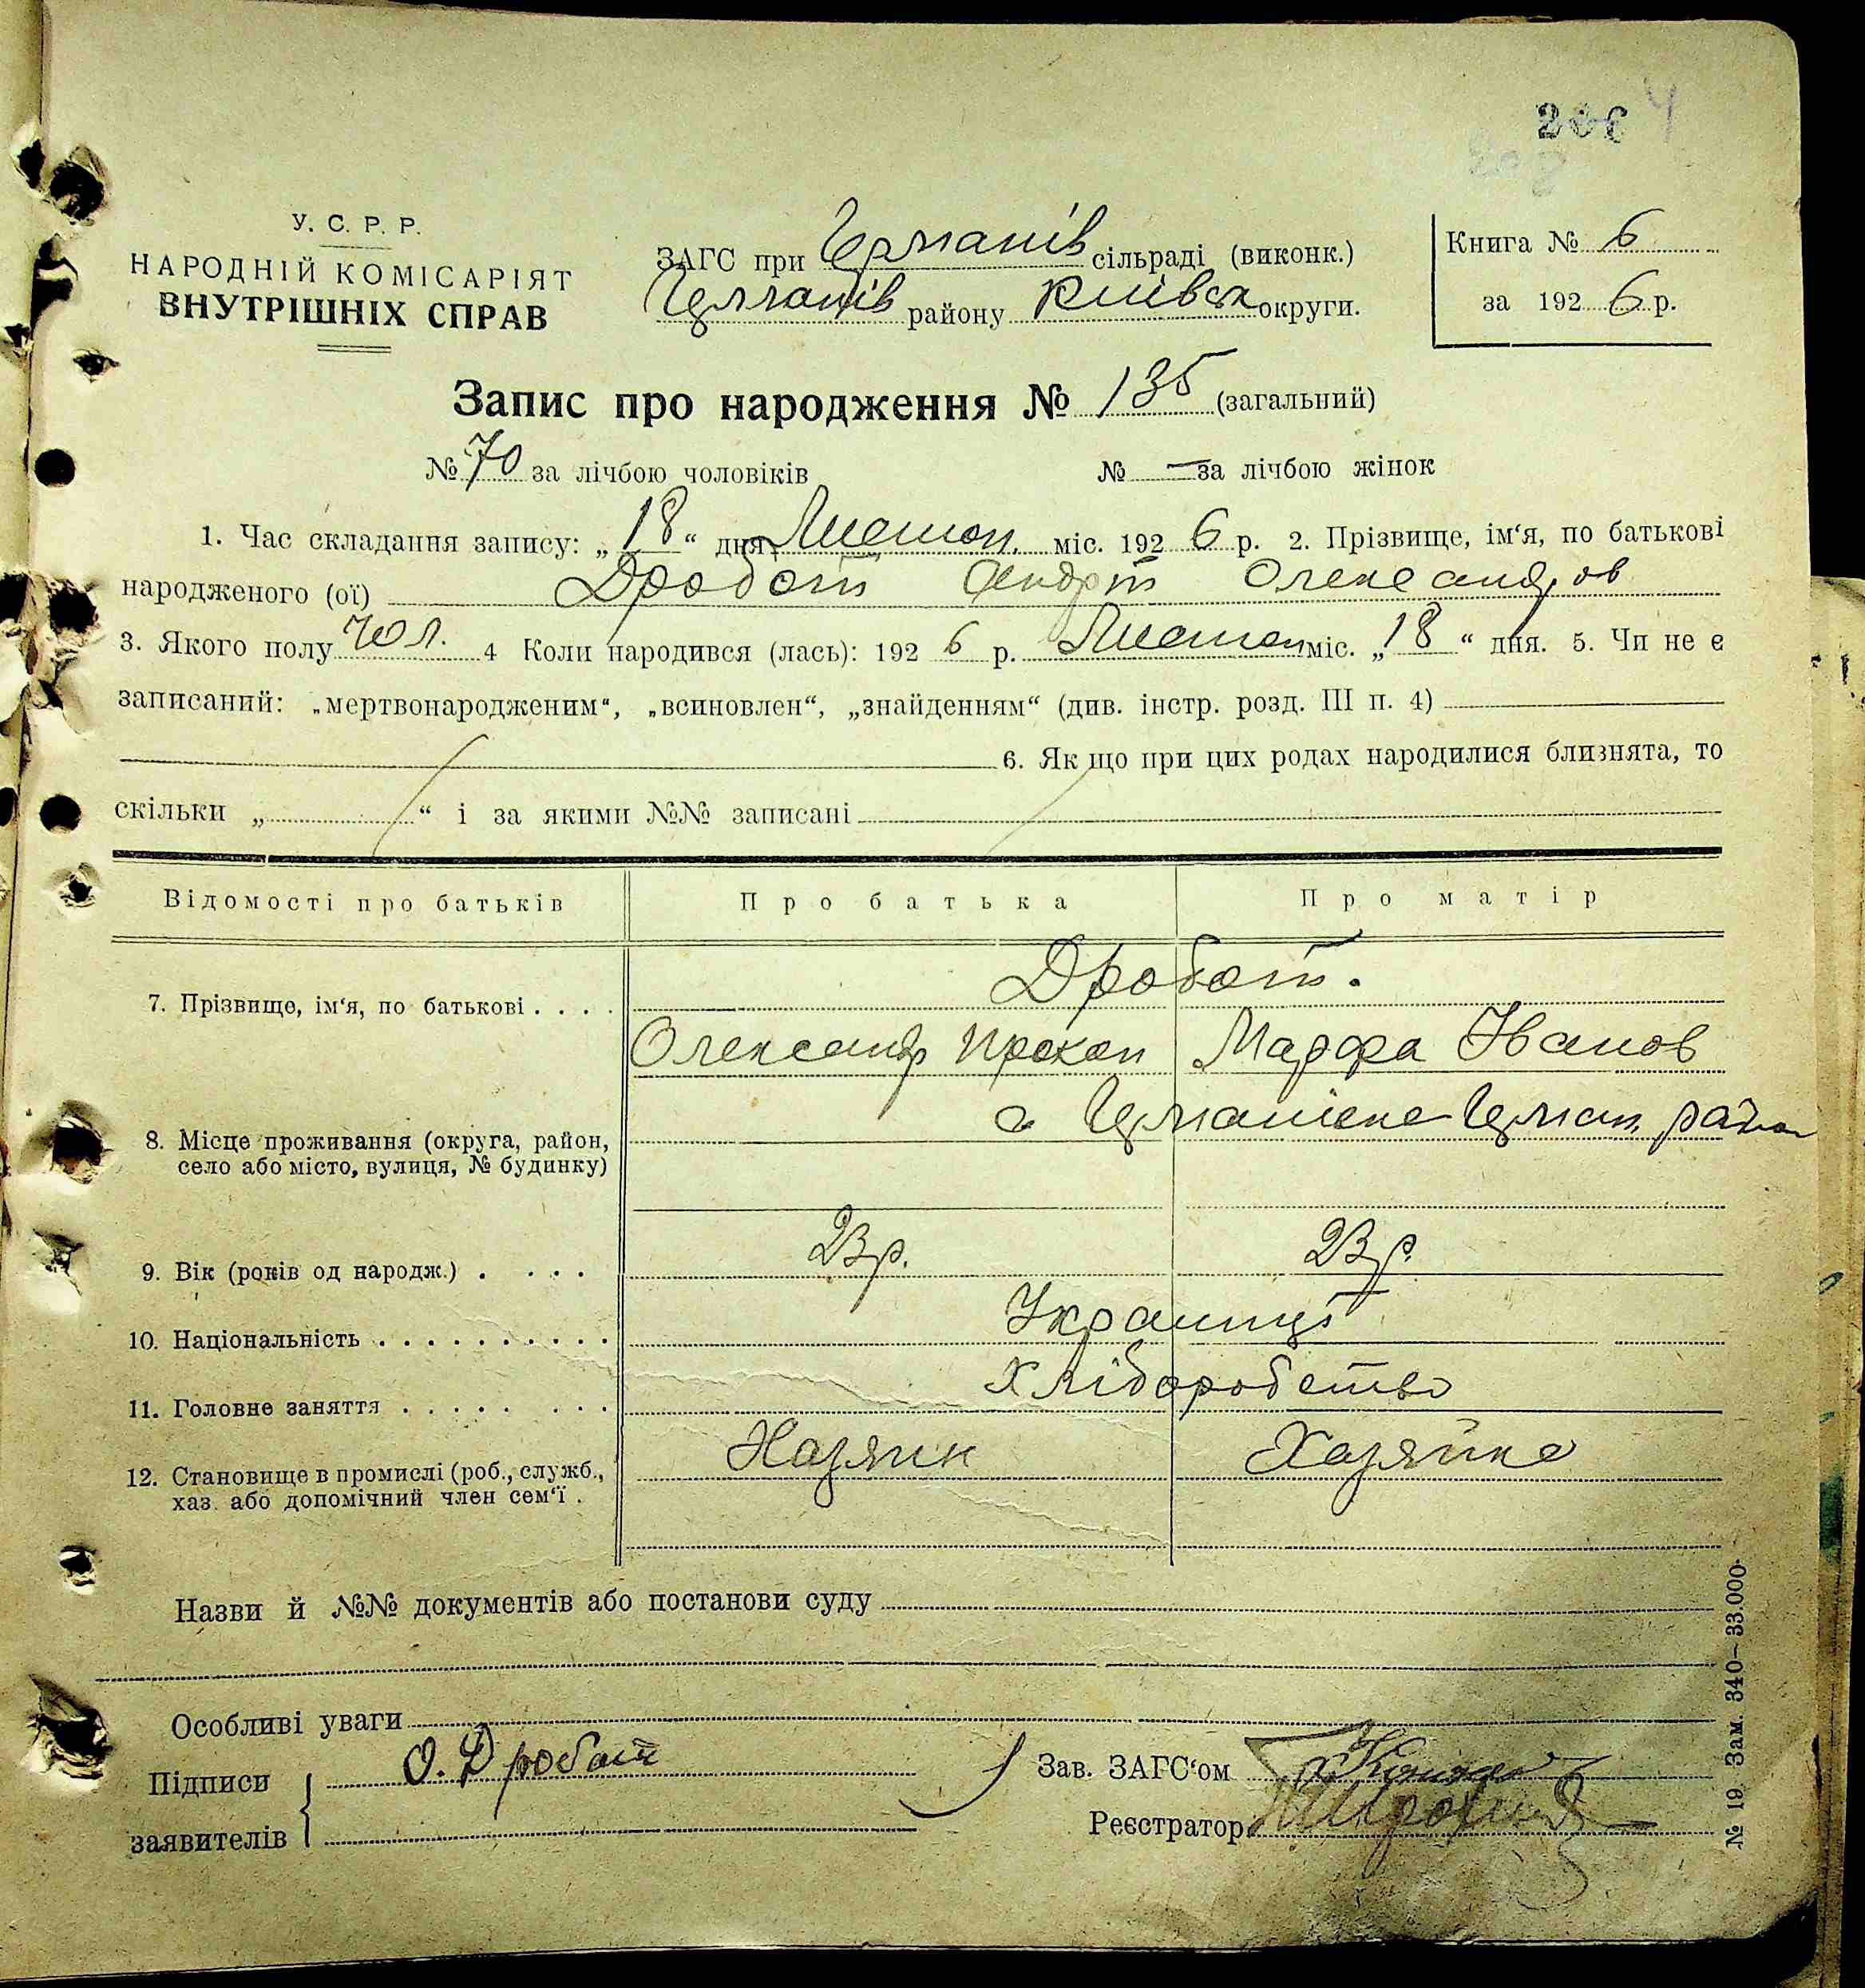 У. С. Р. Р.
НАРОДНІЙ КОМІСАРІЯТ
ВНУТРІШНІХ СПРАВ
ЗАГС при Германів сільраді (виконк.)
района району Київськ округи.
Книга № 6
за 1926 р.
Запис про народження № 135 (загальний)
№ 70 за лічбою чоловіків № — за лічбою жінок
1. Час складання запису: „18“ дня Листоп. міс. 1926 р. 2. Прізвище, ім‘я, по батькові
народженого (ої) Дробот Андрій Олександров
3. Якого полу чол. 4 Коли народився (лась): 1926 р. Листоп міс. „18“ дня. 5. Чи не є
записаний: „мертвонародженим“, „всиновлен“, „знайденням“ (див. інстр. розд. III п. 4)
6. Як що при цих родах народилися близнята, то
скільки „ “ і за якими №№ записані
Відомості про батьків Про батька Про матір
Дробот.
7. Прізвище, ім‘я, по батькові . . . .
Олександр Прокоп Марфа Іванов
8. Місце проживання (округа, район,
село або місто, вулиця, № будинку)
23 р. 23 р.
9. Вік (років од народж.) . . . .
Українці
10. Національність . . . . . . . . . .
Хліборобство
11. Головне заняття . . . . . . . .
Хазяин Хазяйка
12. Становище в промислі (роб., служб.,
хаз. або допомічний член сем‘ї .
Назви й №№ документів або постанови суду
Особливі уваги
Підписи
заявителів
О. Дробот
Зав. ЗАГС‘ом
Реєстратор
№ 19. Зам. 340–33.000.